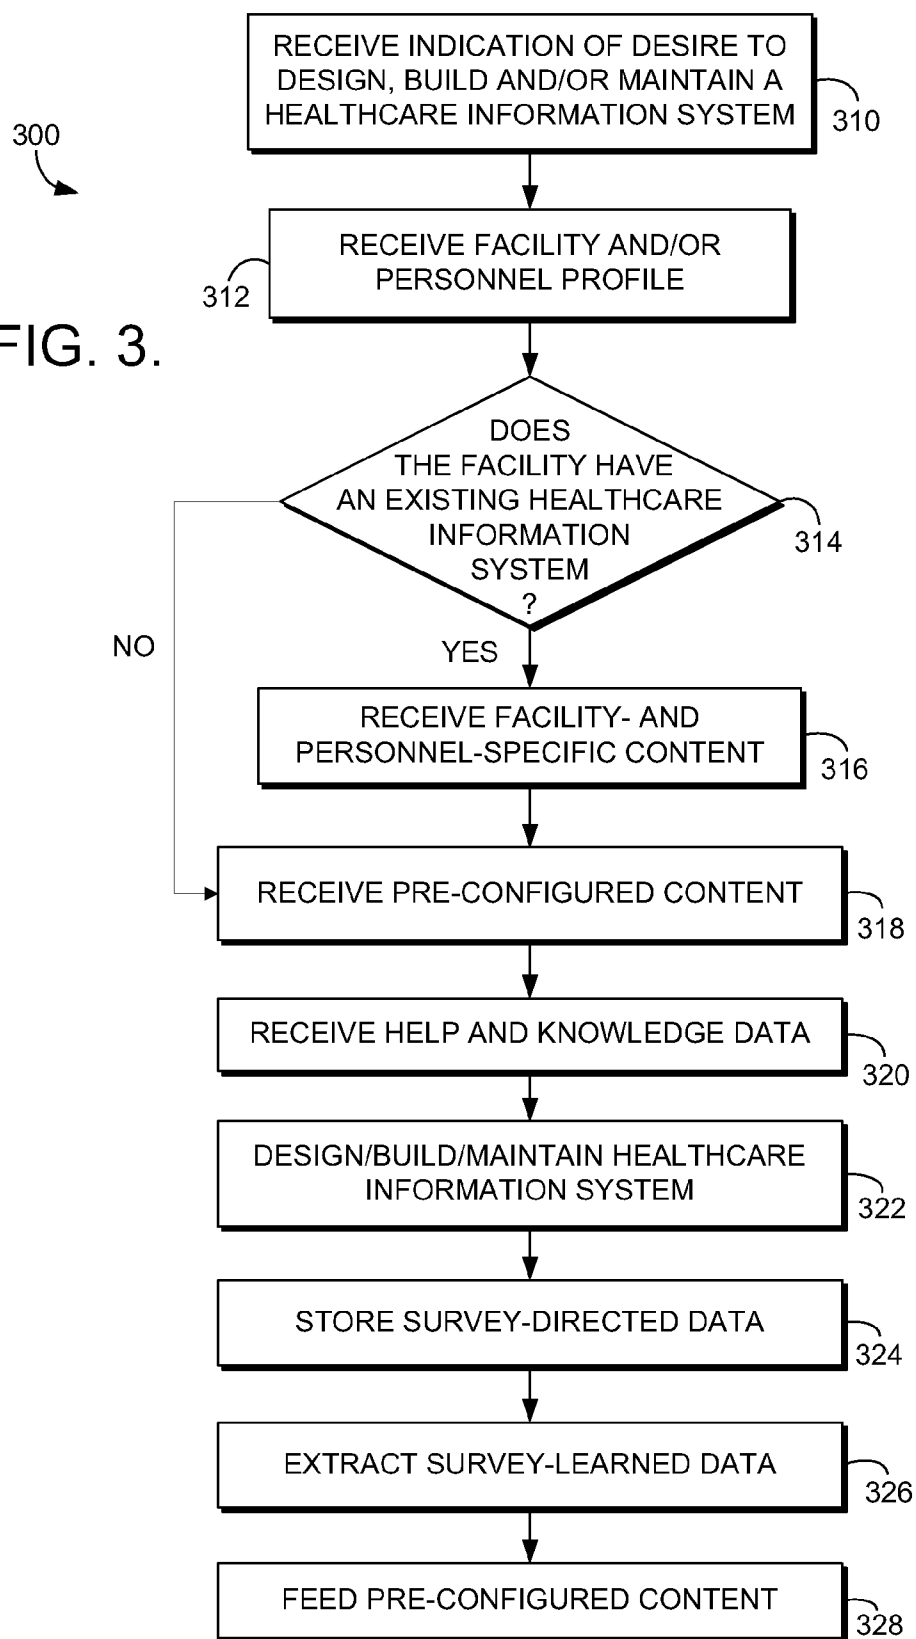 RECEIVE INDICATION OF DESIRE TO
DESIGN, BUILD AND/OR MAINTAIN A
HEALTHCARE INFORMATION SYSTEM
310
300
RECEIVE FACILITY AND/OR
PERSONNEL PROFILE
312
FIG. 3.
DOES
THE FACILITY HAVE
AN EXISTING HEALTHCARE
INFORMATION
SYSTEM
?
314
NO
YES
RECEIVE FACILITY- AND
PERSONNEL-SPECIFIC CONTENT
316
RECEIVE PRE-CONFIGURED CONTENT
318
RECEIVE HELP AND KNOWLEDGE DATA
320
DESIGN/BUILD/MAINTAIN HEALTHCARE
INFORMATION SYSTEM
322
STORE SURVEY-DIRECTED DATA
324
EXTRACT SURVEY-LEARNED DATA
326
FEED PRE-CONFIGURED CONTENT
328